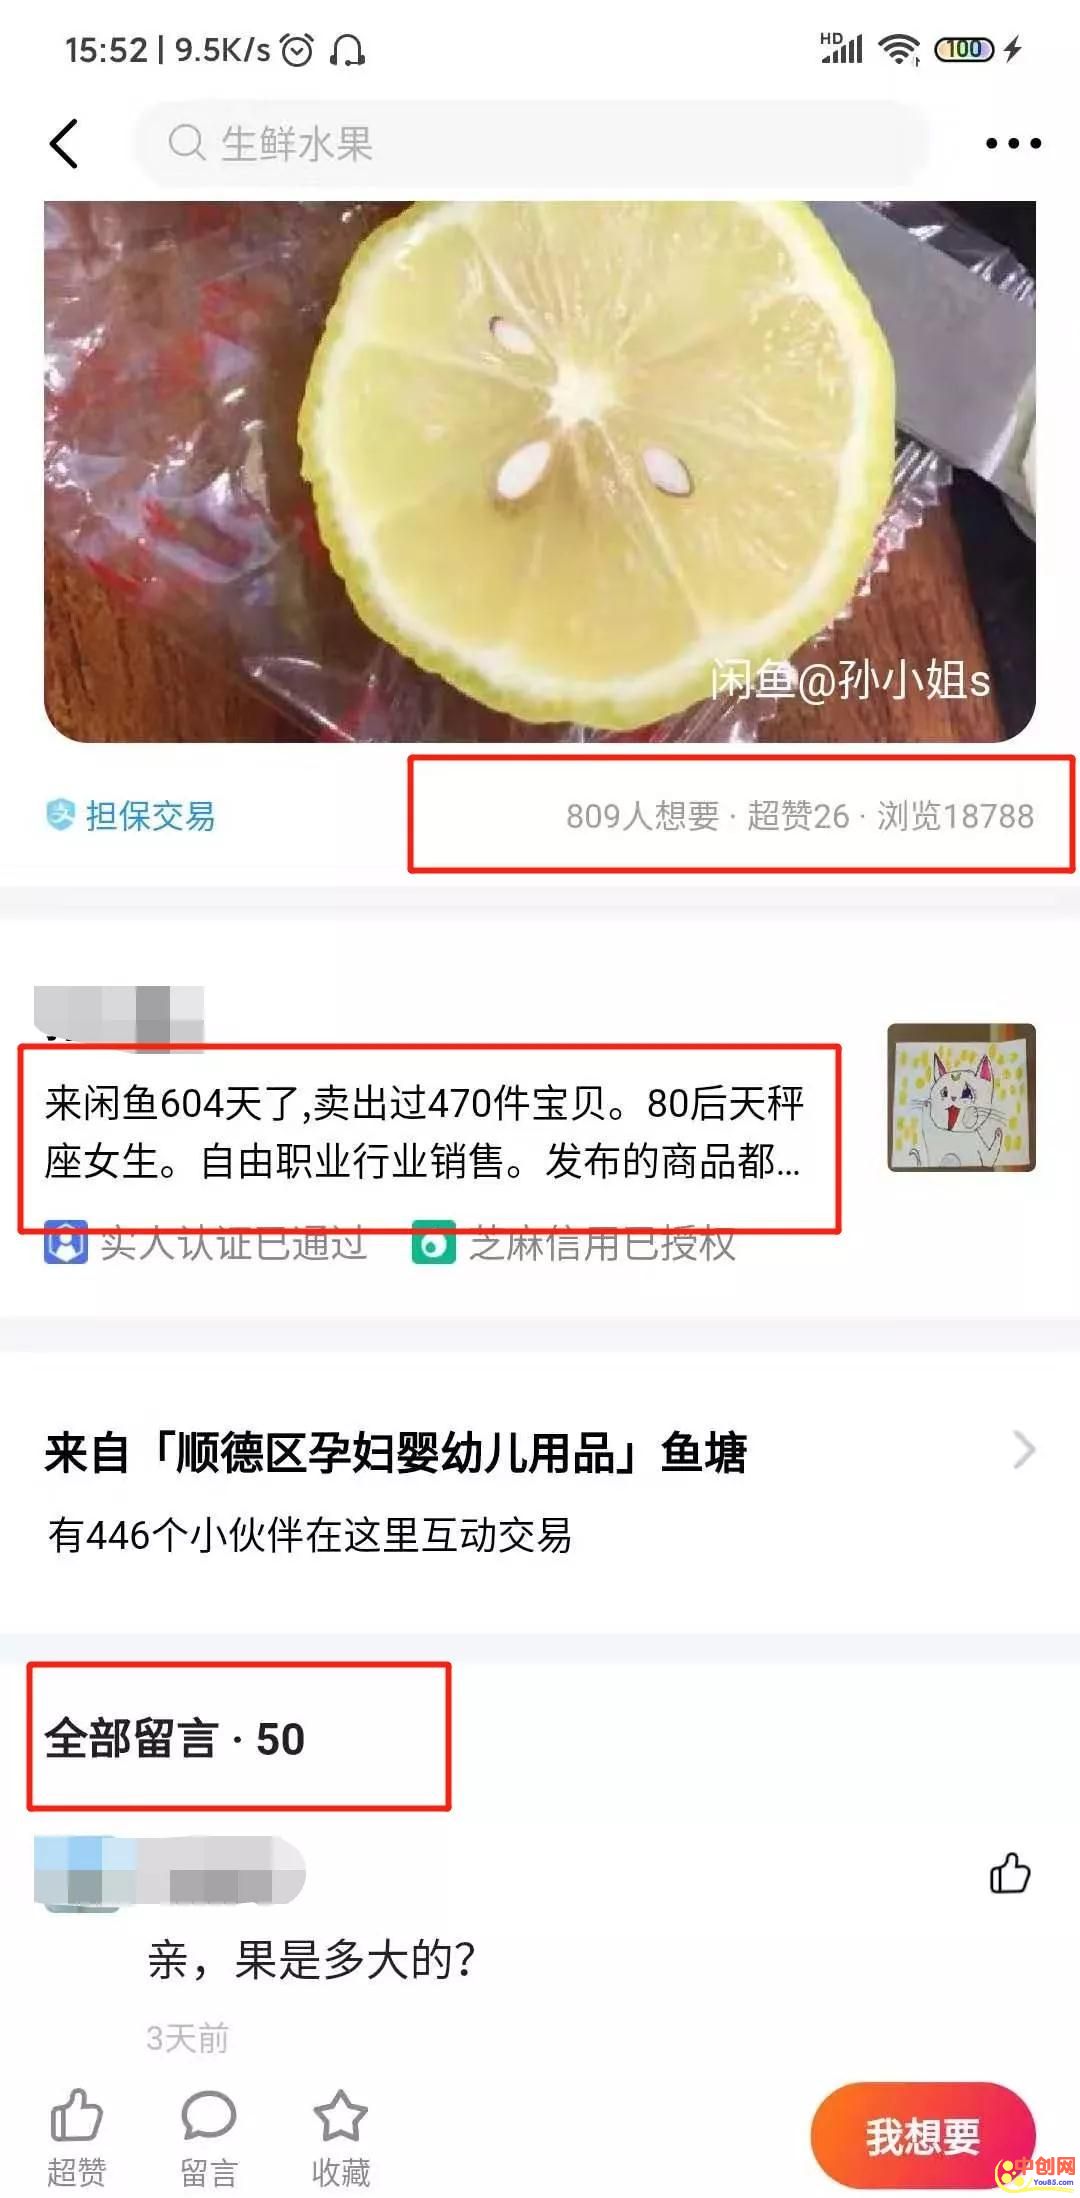 15:52 | 9.5K/s HD 100
生鲜水果
闲鱼@孙小姐s
担保交易 809人想要 · 超赞26 · 浏览18788
来闲鱼604天了,卖出过470件宝贝。80后天秤
座女生。自由职业行业销售。发布的商品都...
实人认证已通过 芝麻信用已授权
来自「顺德区孕妇婴幼儿用品」鱼塘
有446个小伙伴在这里互动交易
全部留言 · 50
亲，果是多大的？
3天前
超赞 留言 收藏 我想要
中创网
You85.com